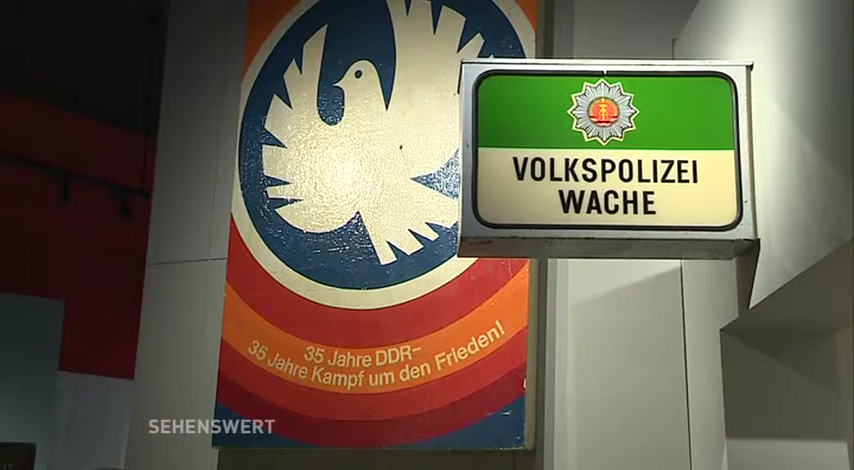 VOLKSPOLIZEI
WACHE
35 Jahre DDR–
35 Jahre Kampf um den Frieden!
SEHENSWERT